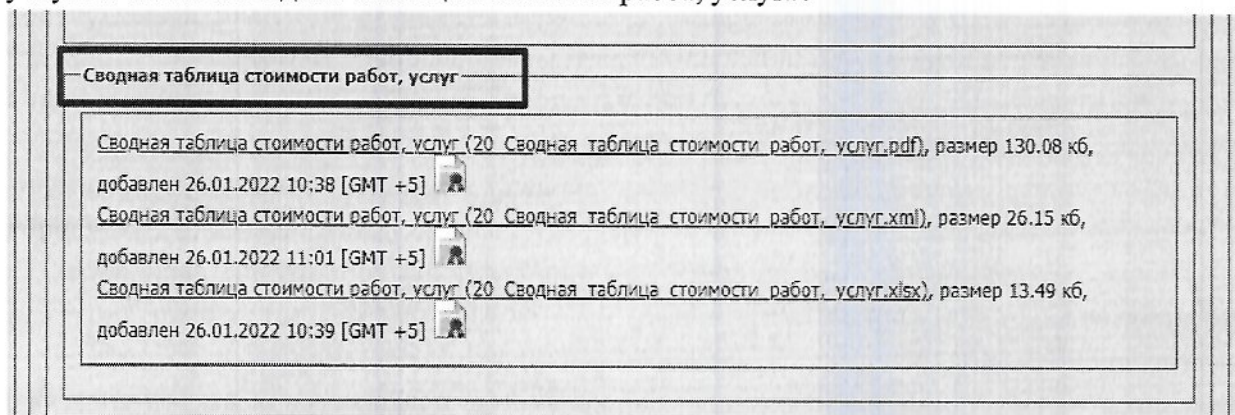 Сводная таблица стоимости работ, услуг
Сводная таблица стоимости работ, услуг (20 Сводная таблица стоимости работ, услуг.pdf), размер 130.08 кб,
добавлен 26.01.2022 10:38 [GMT +5]
Сводная таблица стоимости работ, услуг (20 Сводная таблица стоимости работ, услуг.xml), размер 26.15 кб,
добавлен 26.01.2022 11:01 [GMT +5]
Сводная таблица стоимости работ, услуг (20 Сводная таблица стоимости работ, услуг.xlsx), размер 13.49 кб,
добавлен 26.01.2022 10:39 [GMT +5]